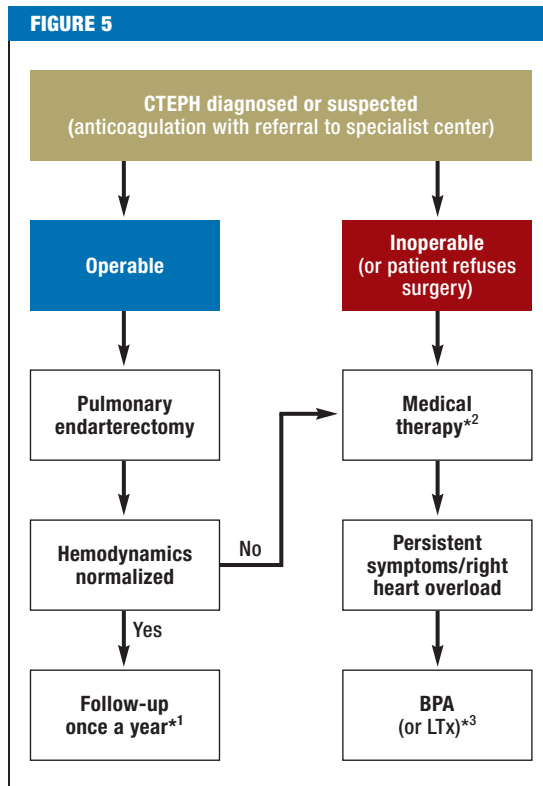 FIGURE 5
CTEPH diagnosed or suspected
(anticoagulation with referral to specialist center)
Operable
Inoperable
(or patient refuses
surgery)
Pulmonary
endarterectomy
Medical
therapy*2
Hemodynamics
normalized
No
Persistent
symptoms/right
heart overload
Yes
Follow-up
once a year*1
BPA
(or LTx)*3